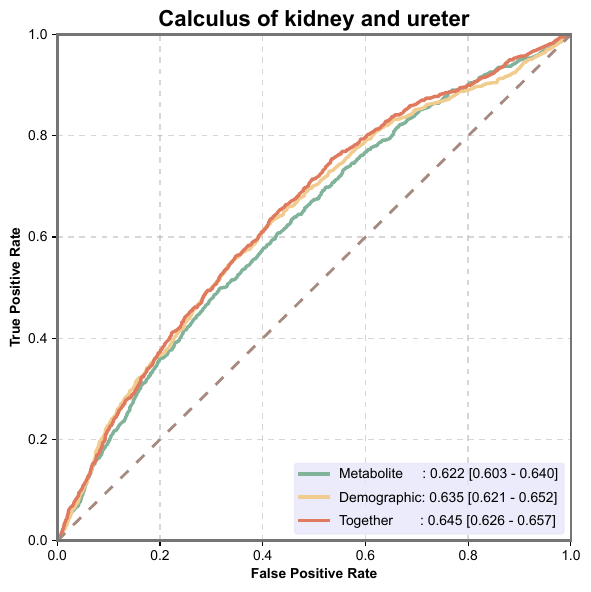 Calculus of kidney and ureter
True Positive Rate
1.0
0.8
0.6
0.4
0.2
0.0
Metabolite : 0.622 [0.603 - 0.640]
Demographic: 0.635 [0.621 - 0.652]
Together : 0.645 [0.626 - 0.657]
0.0 0.2 0.4 0.6 0.8 1.0
False Positive Rate